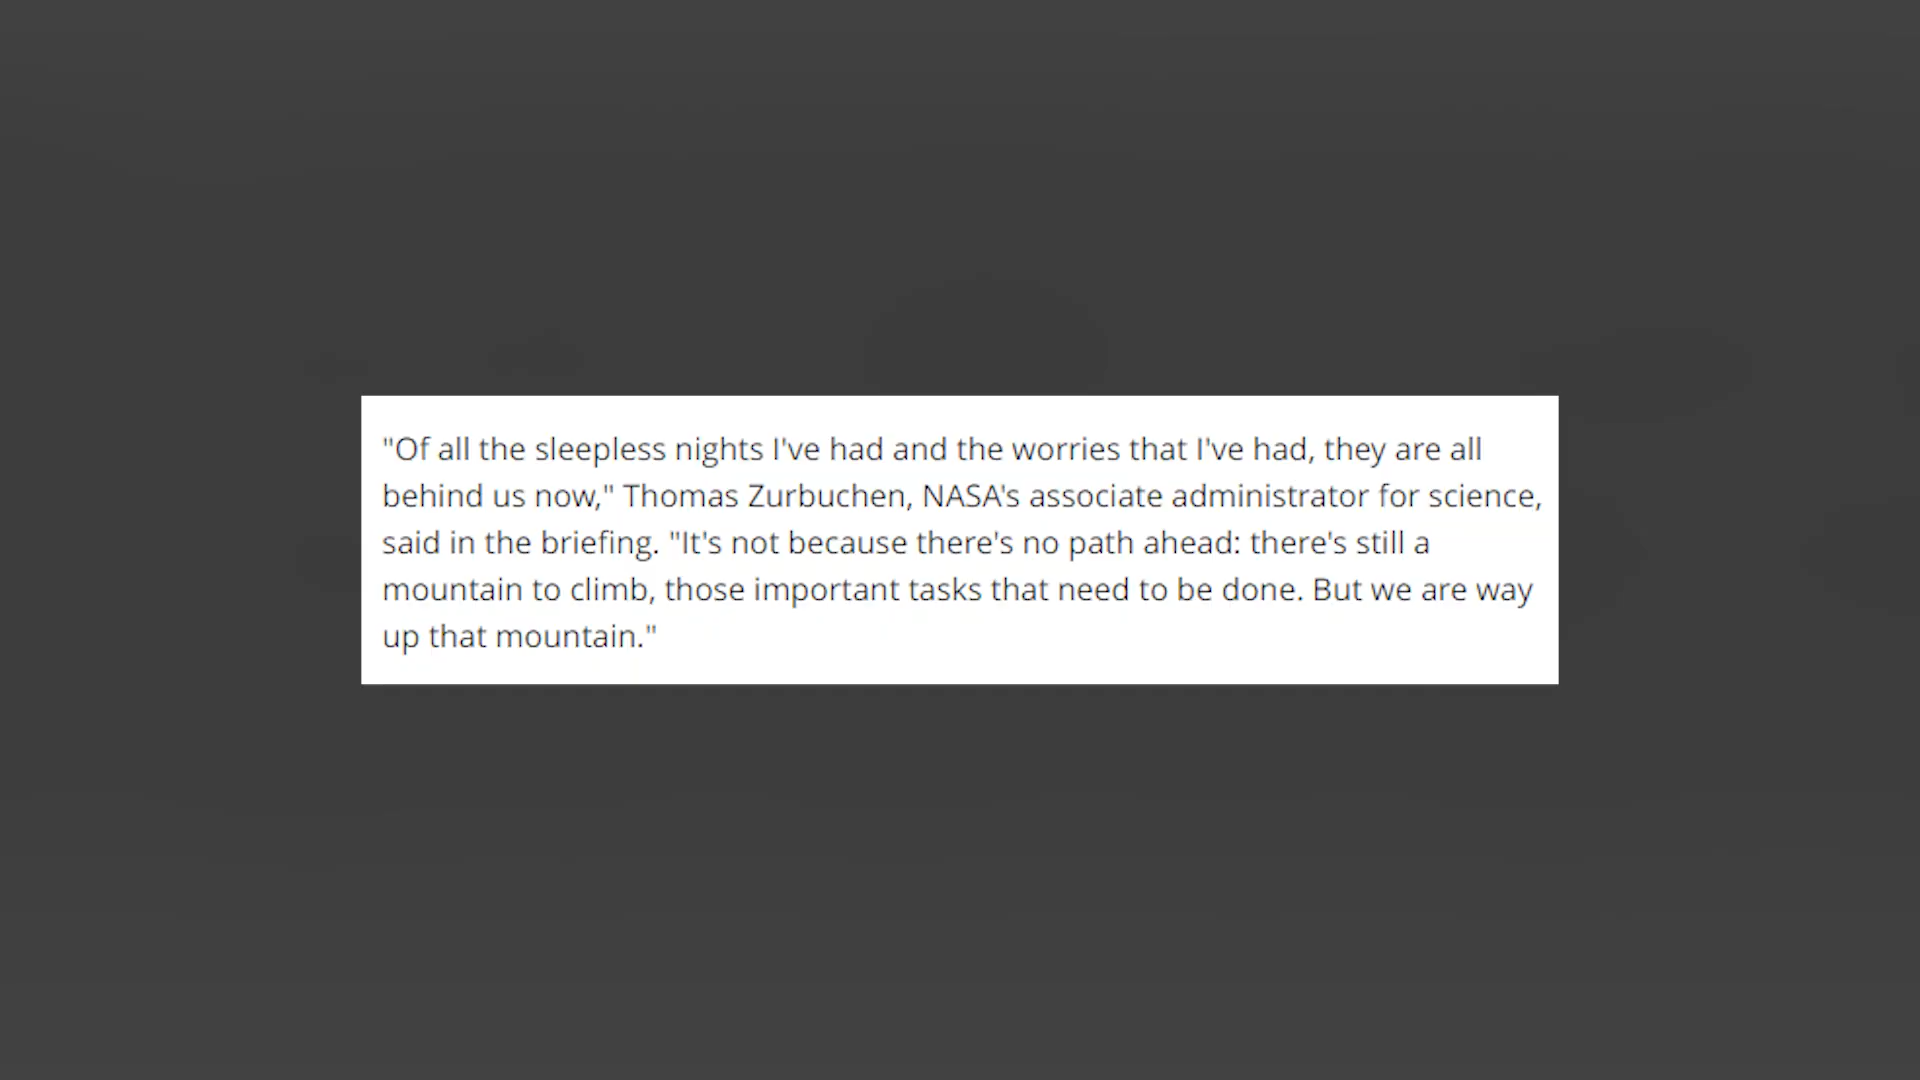 "Of all the sleepless nights I've had and the worries that I've had, they are all
behind us now," Thomas Zurbuchen, NASA's associate administrator for science,
said in the briefing. "It's not because there's no path ahead: there's still a
mountain to climb, those important tasks that need to be done. But we are way
up that mountain."